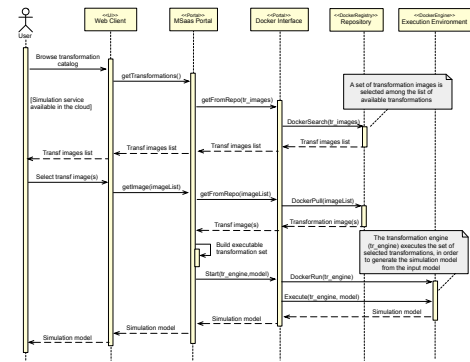 <<UI>>
<<Portal>>
<<Portal>>
<<DockerRegistry>>
<<DockerEngine>>
User
Web Client
MSaas Portal
Docker Interface
Repository
Execution Environment
Browse transformation
catalog
getTransformations()
A set of transformation images is
selected among the list of
available transformations
getFromRepo(tr_images)
[Simulation service
available in the cloud]
DockerSearch(tr_images)
Transf images list
Transf images list
Transf images list
Transf images list
Select transf image(s)
getImage(imageList)
getFromRepo(imageList)
DockerPull(imageList)
Transformation image(s)
Transf image(s)
The transformation engine
(tr_engine) executes the set of
selected transformations, in order
to generate the simulation model
from the input model
Build executable
transformation set
Start(tr_engine,model)
DockerRun(tr_engine)
Execute(tr_engine, model)
Simulation model
Simulation model
Simulation model
Simulation model